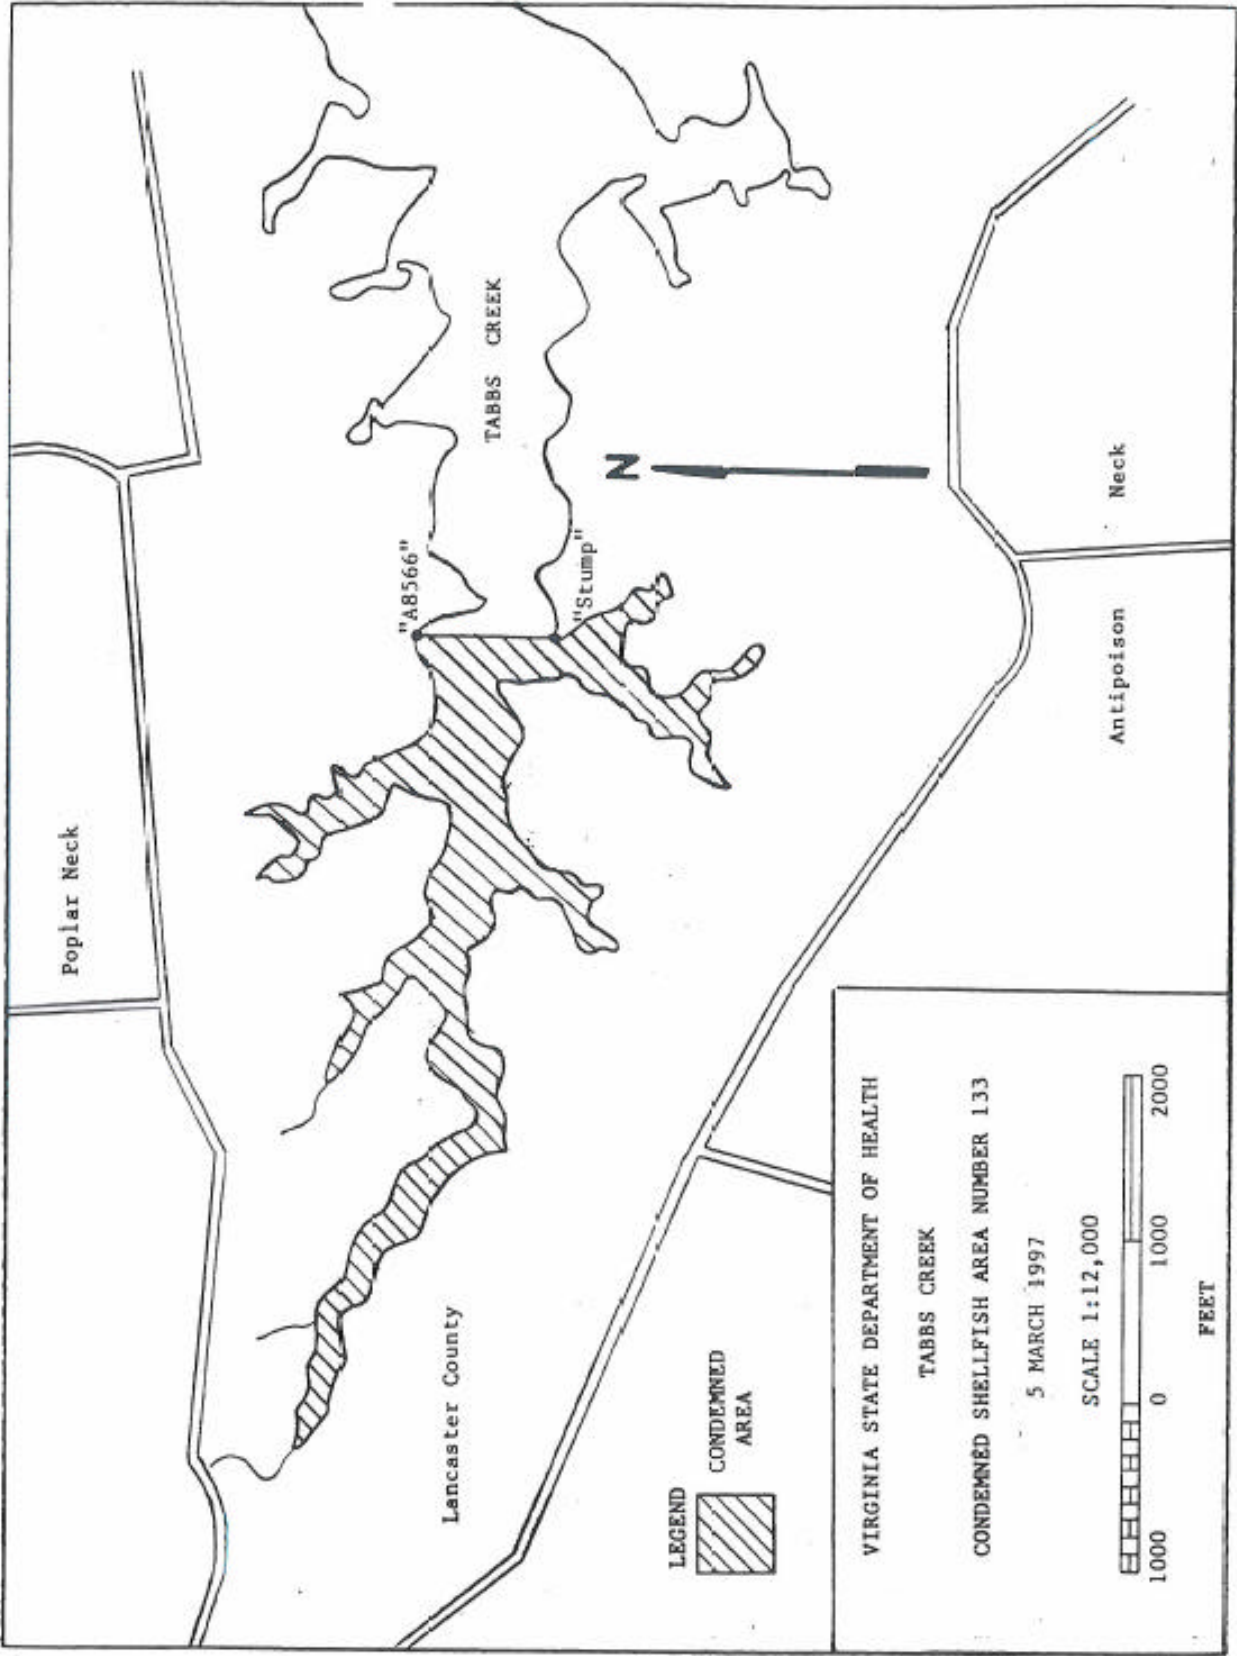 Poplar Neck
"A8566"
TABBS CREEK
"Stump"
N
Lancaster County
Antipoison Neck
LEGEND
CONDEMNED
AREA
VIRGINIA STATE DEPARTMENT OF HEALTH
TABBS CREEK
CONDEMNED SHELLFISH AREA NUMBER 133
5 MARCH 1997
SCALE 1:12,000
1000 0 1000 2000
FEET